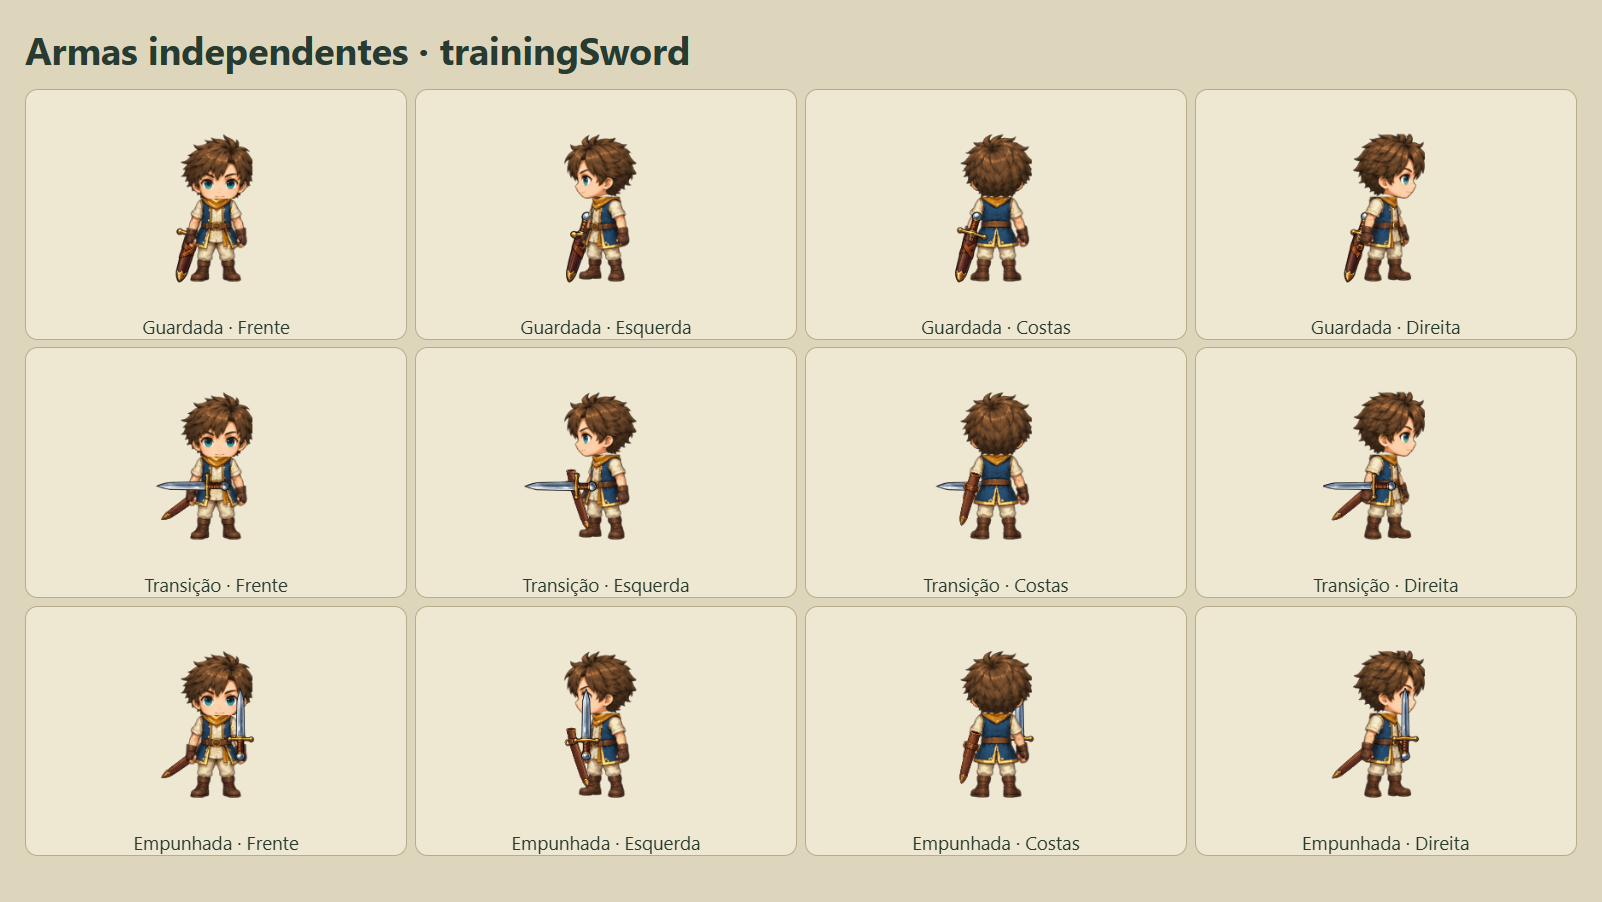 Armas independentes · trainingSword
Guardada · Frente
Guardada · Esquerda
Guardada · Costas
Guardada · Direita
Transição · Frente
Transição · Esquerda
Transição · Costas
Transição · Direita
Empunhada · Frente
Empunhada · Esquerda
Empunhada · Costas
Empunhada · Direita